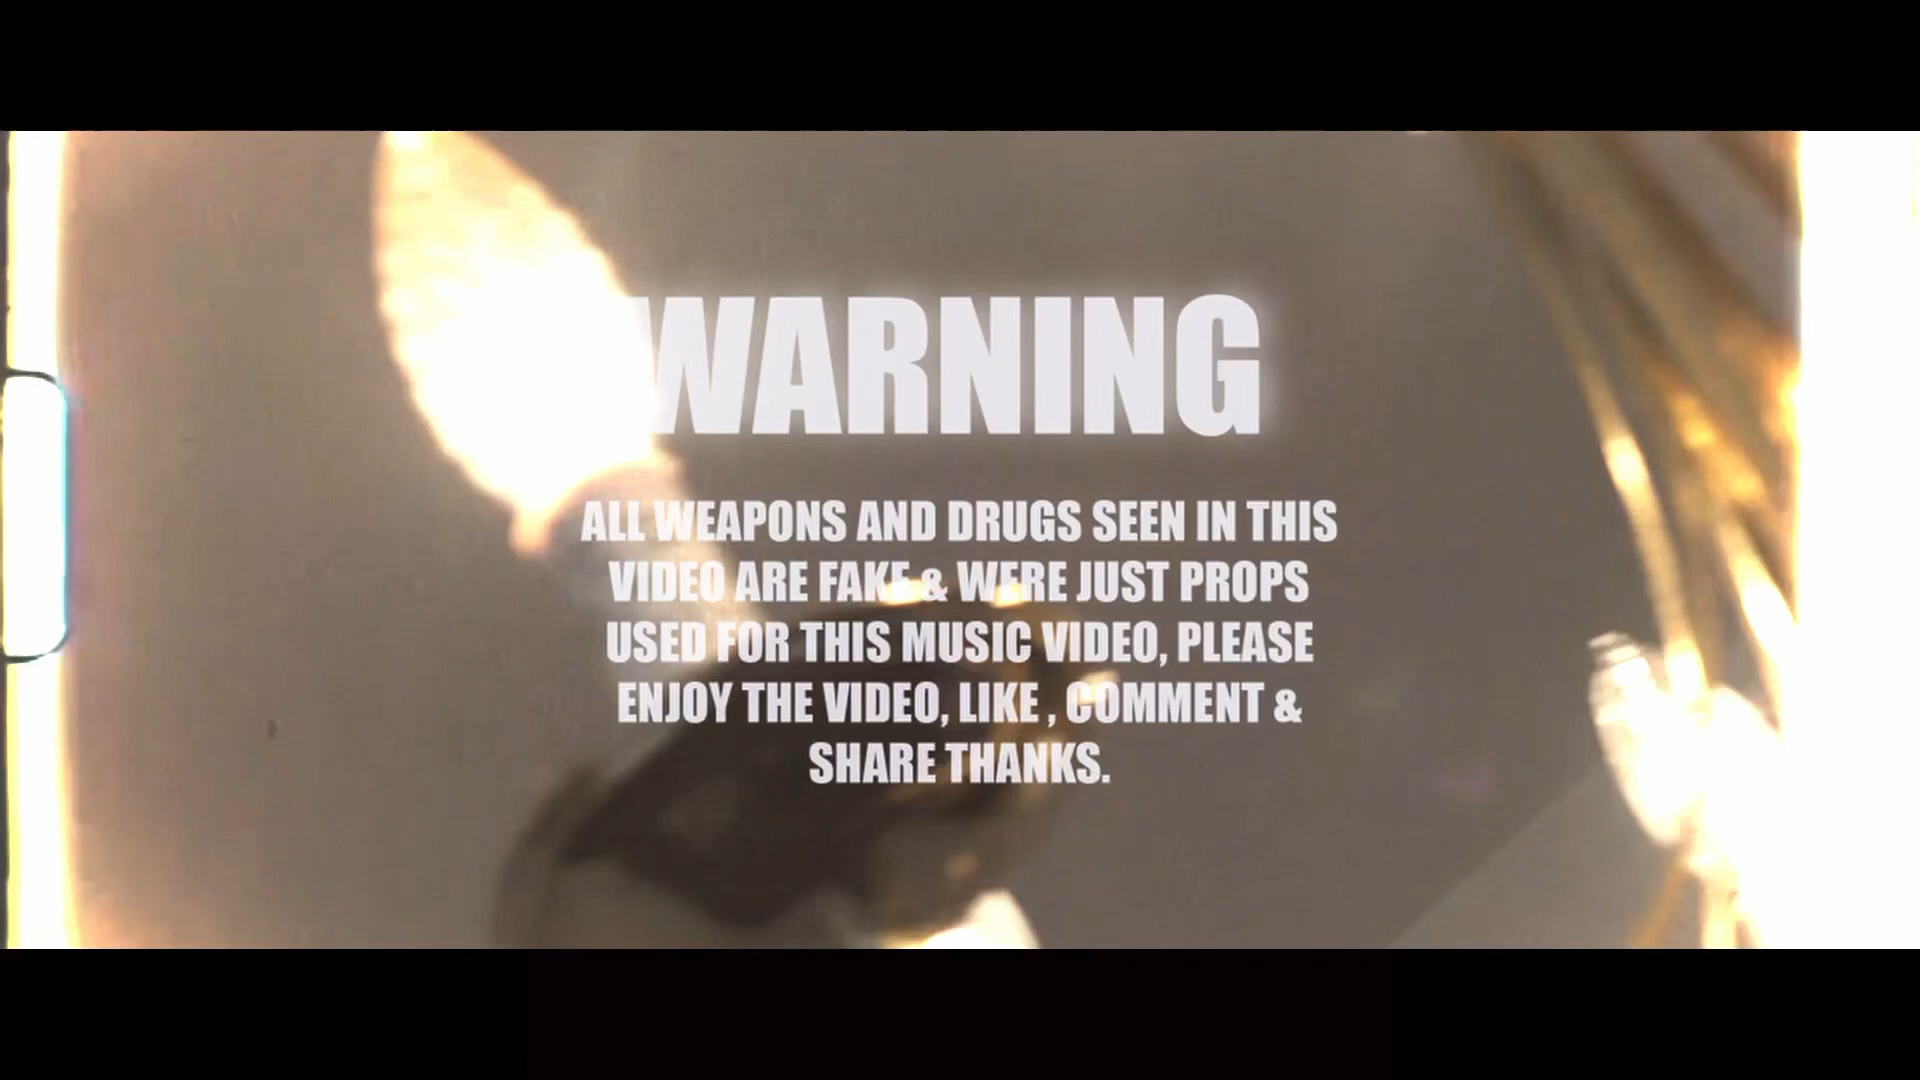 WARNING
ALL WEAPONS AND DRUGS SEEN IN THIS
VIDEO ARE FAKE & WERE JUST PROPS
USED FOR THIS MUSIC VIDEO, PLEASE
ENJOY THE VIDEO, LIKE , COMMENT &
SHARE THANKS.